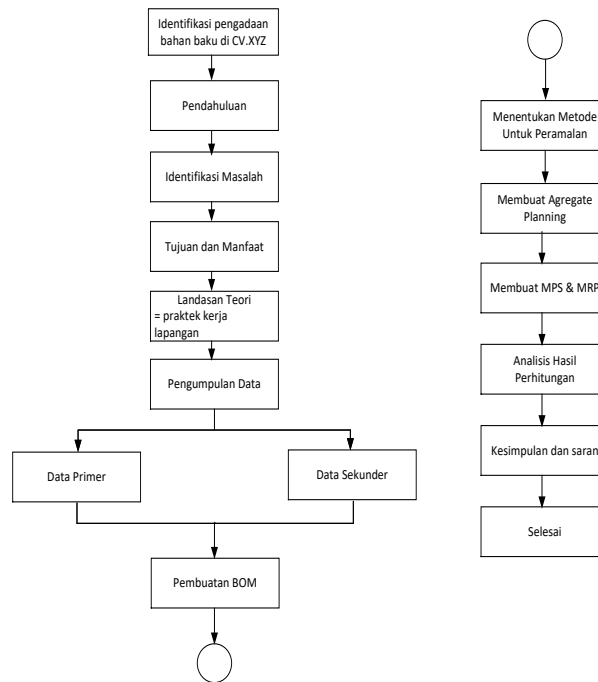 Identifikasi pengadaan
bahan baku di CV.XYZ
Pendahuluan
Identifikasi Masalah
Tujuan dan Manfaat
Landasan Teori
= praktek kerja
lapangan
Pengumpulan Data
Data Primer
Data Sekunder
Pembuatan BOM
Menentukan Metode
Untuk Peramalan
Membuat Agregate
Planning
Membuat MPS & MRP
Analisis Hasil
Perhitungan
Kesimpulan dan saran
Selesai